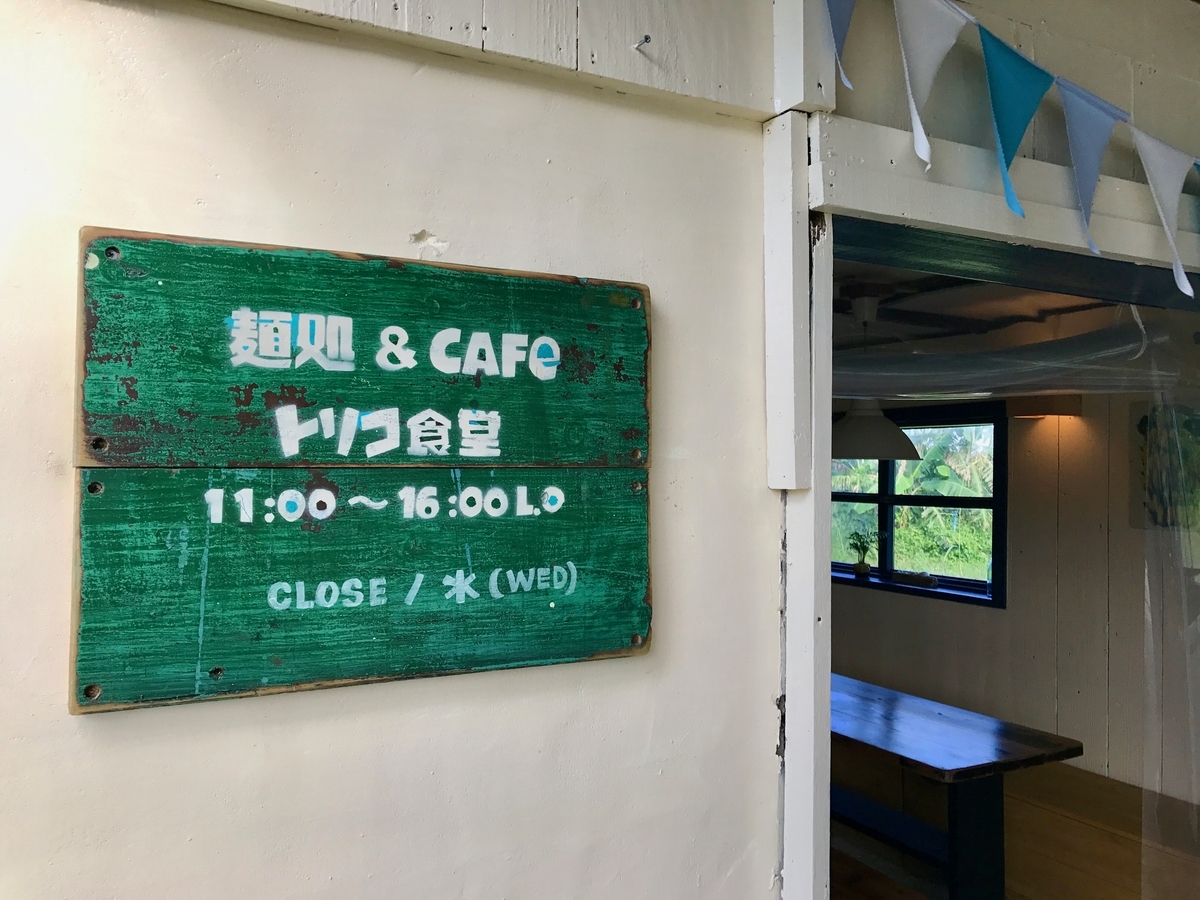 麺処 & CAFe
トリコ食堂
11:00～16:00 L.O
CLOSE / 水 (WED)